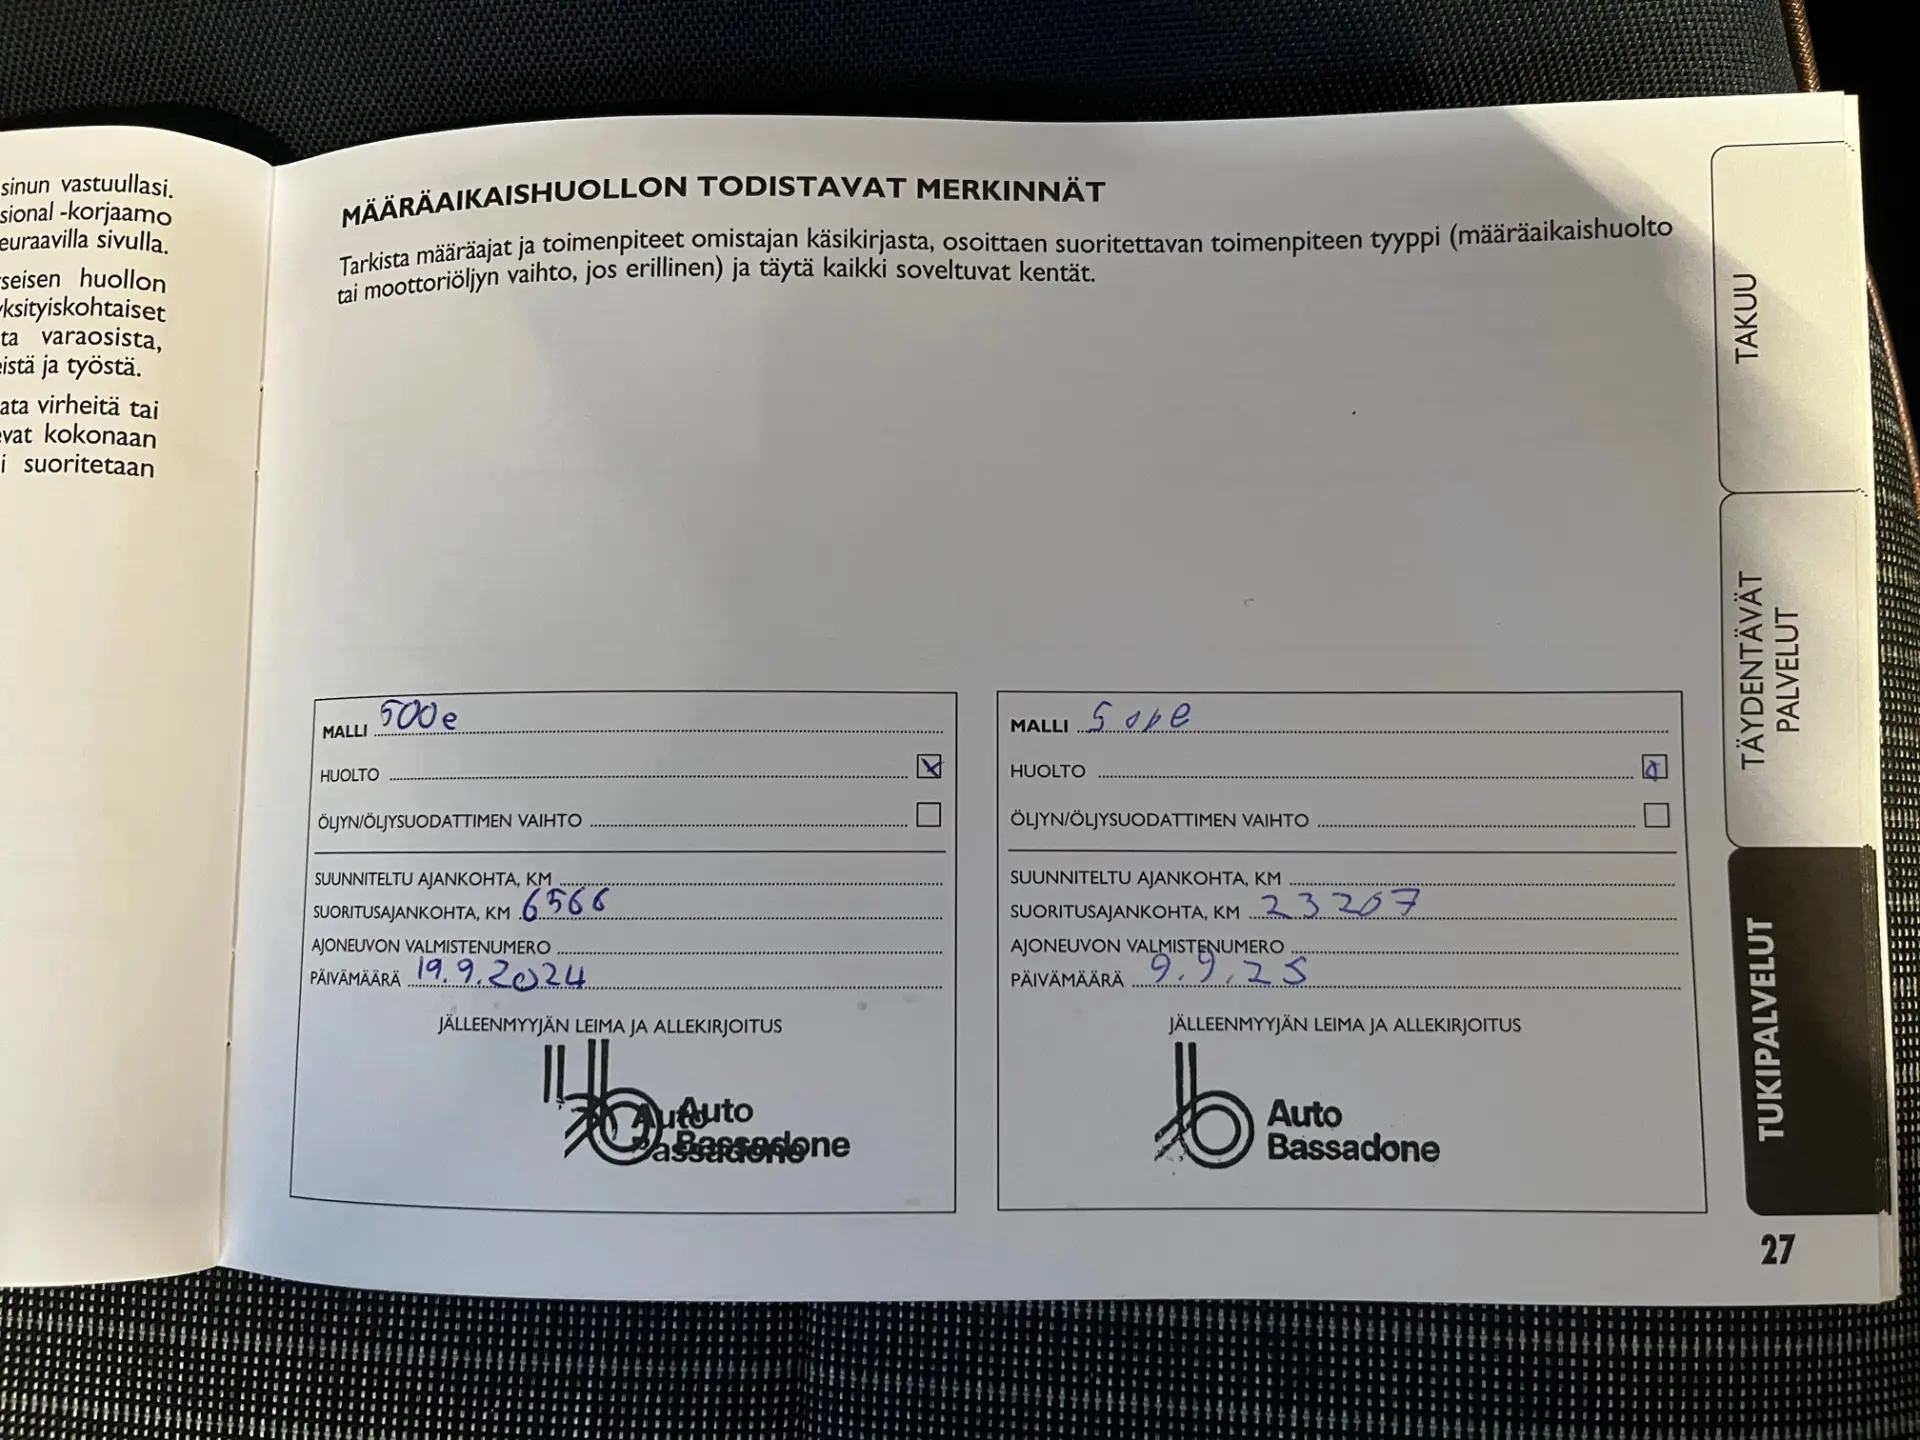 sinun vastuullasi.
sional -korjaamo
euraavilla sivulla.
seisen huollon
yksityiskohtaiset
ta varaosista,
eistä ja työstä.
ata virheitä tai
evat kokonaan
i suoritetaan
MÄÄRÄAIKAISHUOLLON TODISTAVAT MERKINNÄT
Tarkista määräajat ja toimenpiteet omistajan käsikirjasta, osoittaen suoritettavan toimenpiteen tyyppi (määräaikaishuolto
tai moottoriöljyn vaihto, jos erillinen) ja täytä kaikki soveltuvat kentät.
MALLI 500e
HUOLTO
ÖLJYN/ÖLJYSUODATTIMEN VAIHTO
SUUNNITELTU AJANKOHTA, KM
SUORITUSAJANKOHTA, KM 6566
AJONEUVON VALMISTENUMERO
PÄIVÄMÄÄRÄ 19.9.2024
JÄLLEENMYYJÄN LEIMA JA ALLEKIRJOITUS
Auto
Bassadone
MALLI 500e
HUOLTO
ÖLJYN/ÖLJYSUODATTIMEN VAIHTO
SUUNNITELTU AJANKOHTA, KM
SUORITUSAJANKOHTA, KM 23207
AJONEUVON VALMISTENUMERO
PÄIVÄMÄÄRÄ 9.9.25
JÄLLEENMYYJÄN LEIMA JA ALLEKIRJOITUS
Auto
Bassadone
TAKUU
TÄYDENTÄVÄT
PALVELUT
TUKIPALVELUT
27